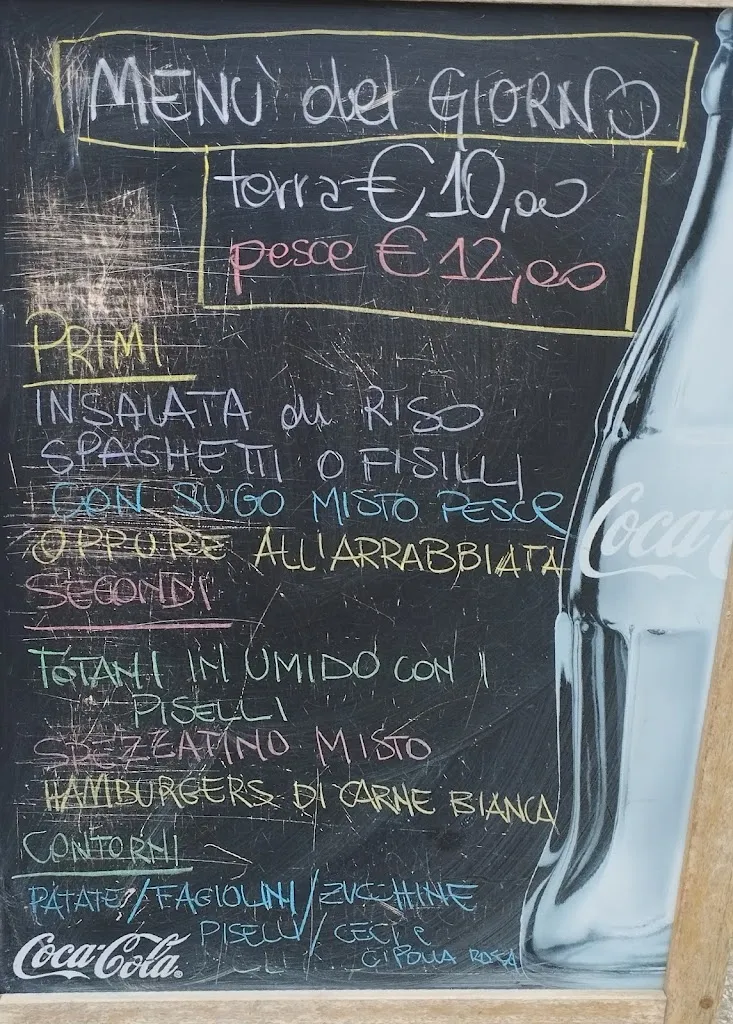 MENÙ del GIORNO
terra € 10,00
pesce € 12,00
PRIMI
INSALATA di RISO
SPAGHETTI O FISILLI
CON SUGO MISTO PESCE
OPPURE ALL'ARRABBIATA
SECONDI
TOTANI IN UMIDO CON I
PISELLI
SPEZZATINO MISTO
HAMBURGERS DI CARNE BIANCA
CONTORNI
PATATE / FAGIOLINI / ZUCCHINE
PISELLI / CECI e
CIPOLLA ROSSA
Coca-Cola
Coca-C